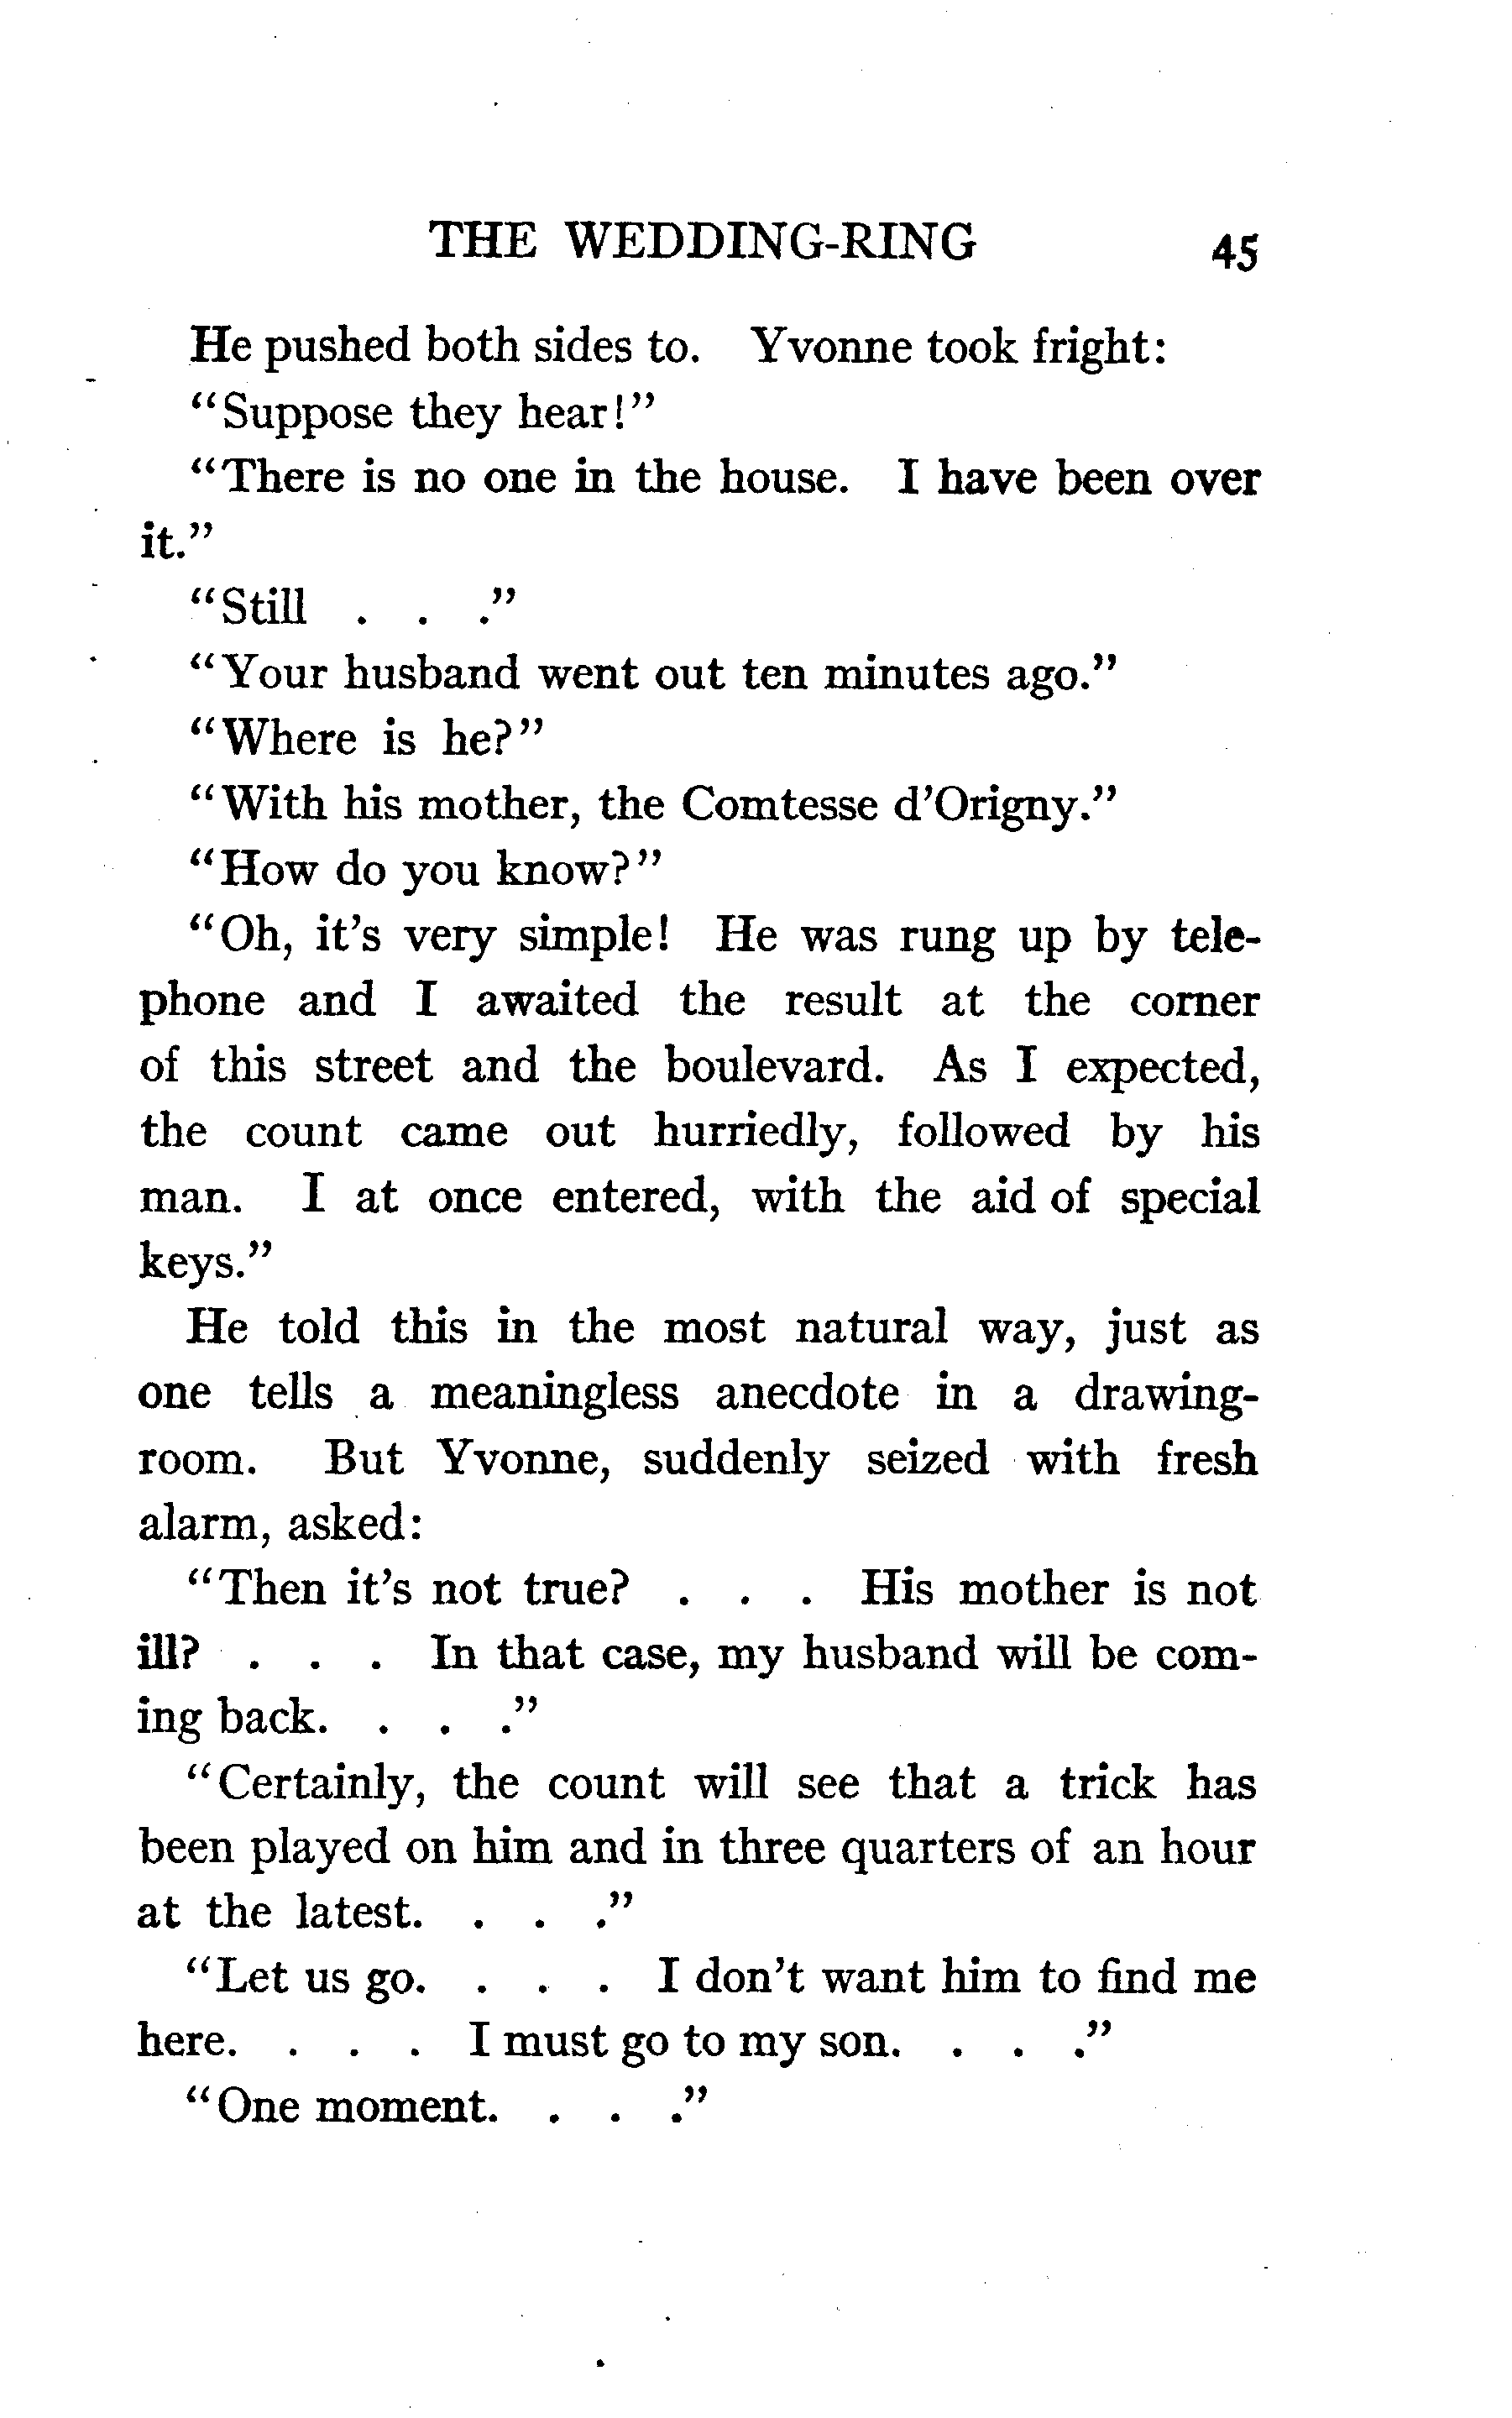 THE WEDDING-RING 45
He pushed both sides to. Yvonne took fright:
"Suppose they hear!"
"There is no one in the house. I have been over
it."
"Still . . ."
"Your husband went out ten minutes ago."
"Where is he?"
"With his mother, the Comtesse d'Origny."
"How do you know?"
"Oh, it's very simple! He was rung up by tele-
phone and I awaited the result at the corner
of this street and the boulevard. As I expected,
the count came out hurriedly, followed by his
man. I at once entered, with the aid of special
keys."
He told this in the most natural way, just as
one tells a meaningless anecdote in a drawing-
room. But Yvonne, suddenly seized with fresh
alarm, asked:
"Then it's not true? . . . His mother is not
ill? . . . In that case, my husband will be com-
ing back. . . ."
"Certainly, the count will see that a trick has
been played on him and in three quarters of an hour
at the latest. . . ."
"Let us go. . . . I don't want him to find me
here. . . . I must go to my son. . . ."
"One moment. . . ."